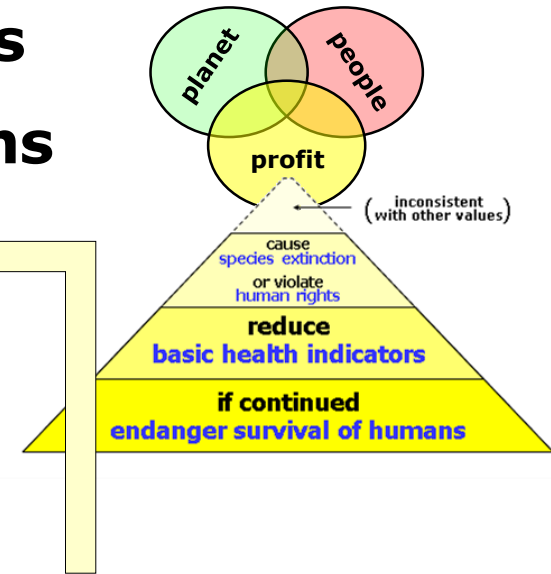 s
ns
planet
people
profit
(inconsistent
with other values)
cause
species extinction
or violate
human rights
reduce
basic health indicators
if continued
endanger survival of humans